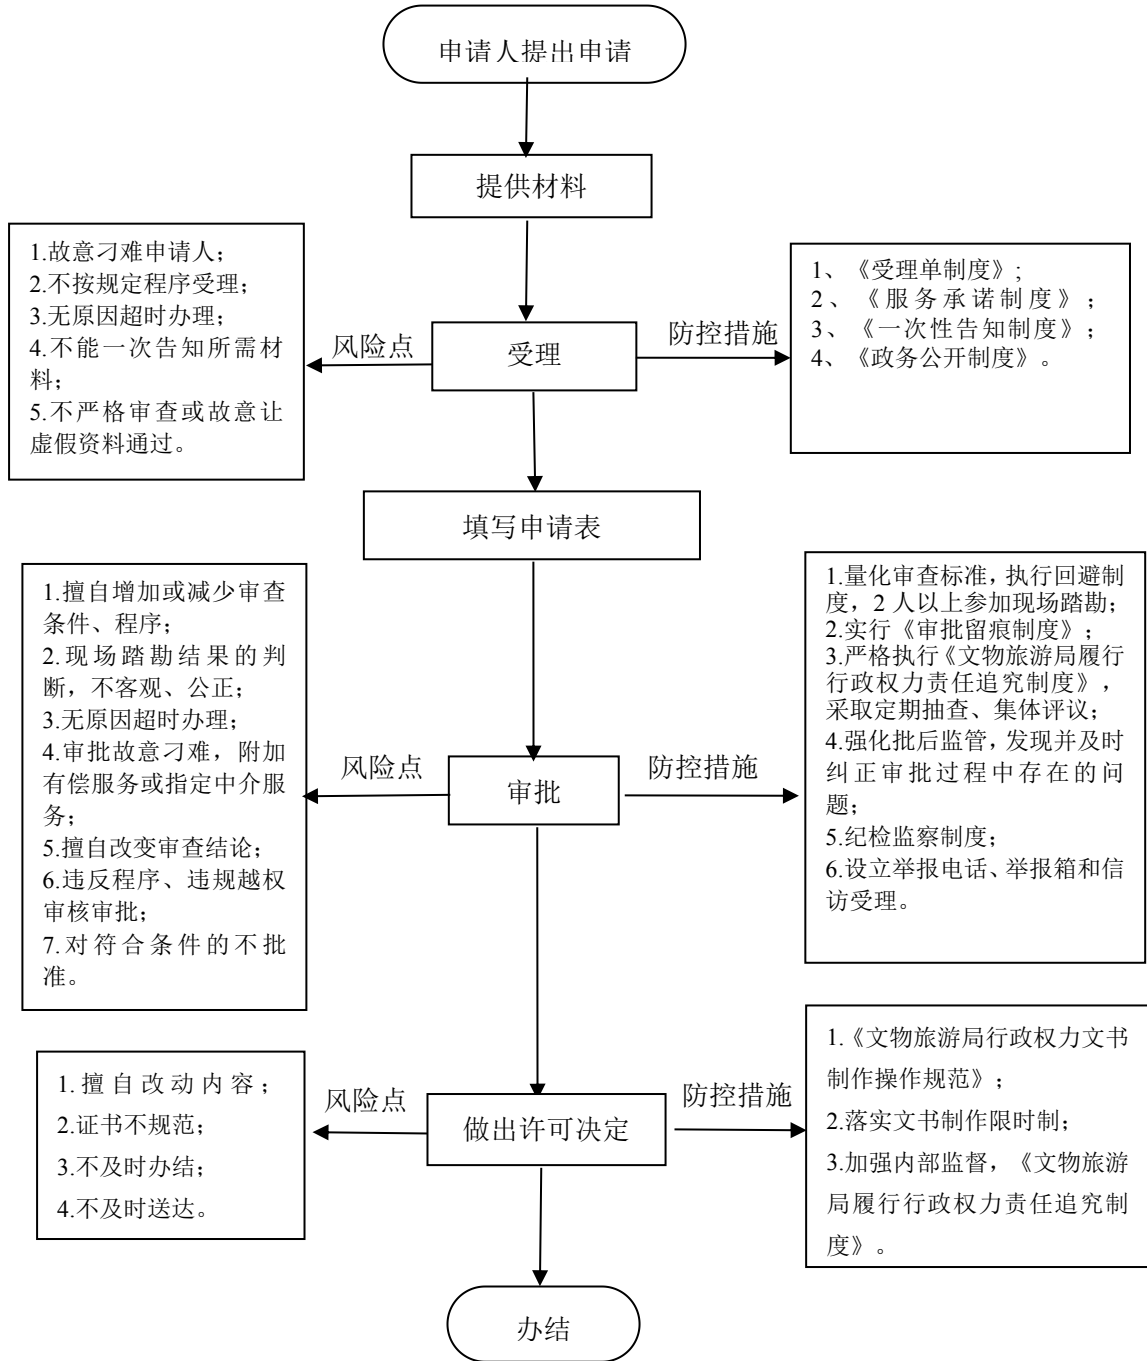 申请人提出申请
提供材料
1.故意刁难申请人；
2.不按规定程序受理；
3.无原因超时办理；
4.不能一次告知所需材
料；
5.不严格审查或故意让
虚假资料通过。
风险点
受理
防控措施
1、《受理单制度》;
2、《服务承诺制度》；
3、《一次性告知制度》；
4、《政务公开制度》。
填写申请表
1.擅自增加或减少审查
条件、程序；
2.现场踏勘结果的判
断，不客观、公正；
3.无原因超时办理；
4.审批故意刁难，附加
有偿服务或指定中介服
务；
5.擅自改变审查结论；
6.违反程序、违规越权
审核审批；
7.对符合条件的不批
准。
风险点
审批
防控措施
1.量化审查标准，执行回避制
度，2 人以上参加现场踏勘；
2.实行《审批留痕制度》；
3.严格执行《文物旅游局履行
行政权力责任追究制度》，
采取定期抽查、集体评议；
4.强化批后监管，发现并及时
纠正审批过程中存在的问
题；
5.纪检监察制度；
6.设立举报电话、举报箱和信
访受理。
1.擅自改动内容；
2.证书不规范；
3.不及时办结；
4.不及时送达。
风险点
做出许可决定
防控措施
1.《文物旅游局行政权力文书
制作操作规范》；
2.落实文书制作限时制；
3.加强内部监督，《文物旅游
局履行行政权力责任追究制
度》。
办结